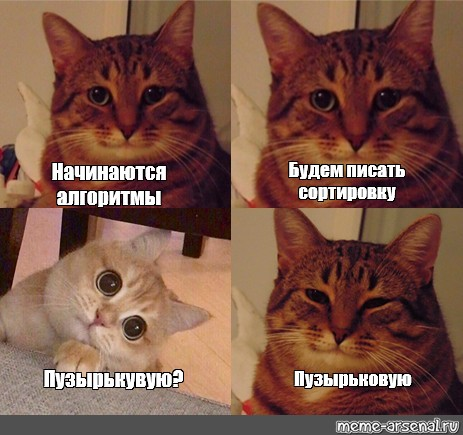 Начинаются
алгоритмы
Будем писать
сортировку
Пузырькувую?
Пузырьковую
meme-arsenal.ru